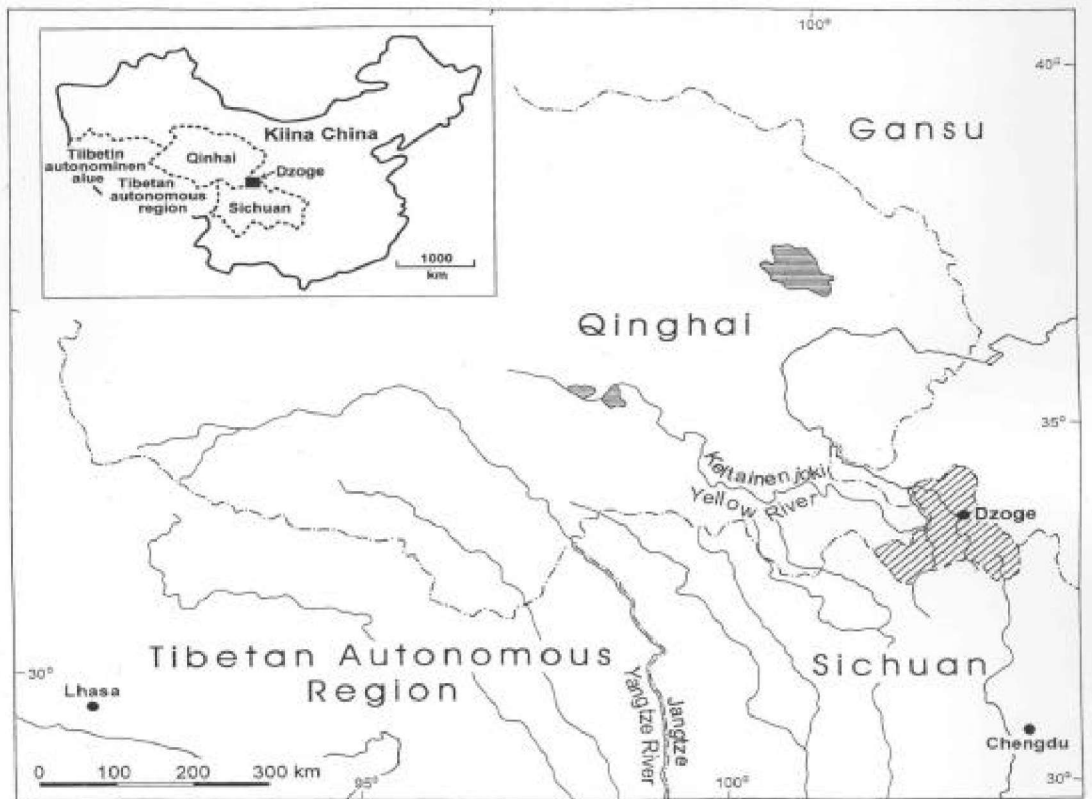 100°
40°
Gansu
Kiina China
Tiibetin
autonominen
alue
Tibetan
autonomous
region
Qinhai
Dzoge
Sichuan
1000
km
Qinghai
35°
Keltainen joki
Yellow River
Dzoge
Tibetan Autonomous
Region
Sichuan
30°
Lhasa
Yangtze River
Jangtze
Chengdu
0 100 200 300 km
95°
100°
30°